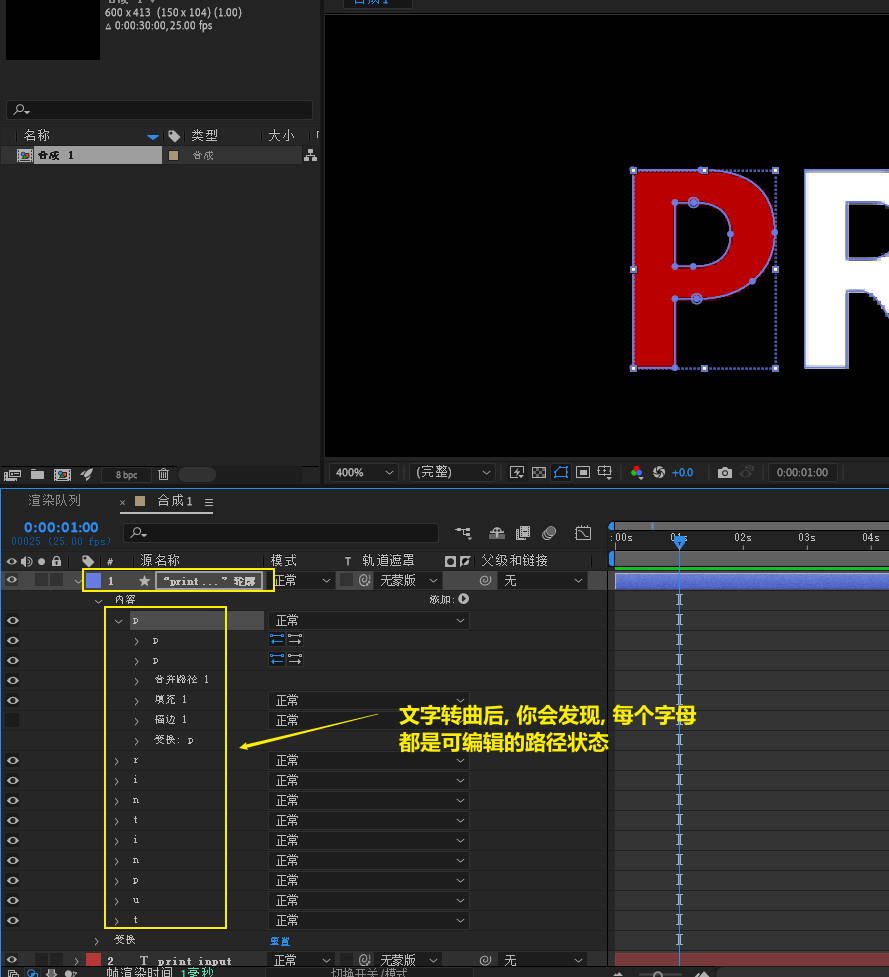 合成 1
600 x 413 (150 x 104) (1.00)
Δ 0:00:30:00, 25.00 fps
合成 1
名称
类型
大小
合成 1
合成
PR
8 bpc
400%
(完整)
+0.0
0:00:01:00
渲染队列
× 合成 1
0:00:01:00
00025 (25.00 fps)
# 源名称 模式 T 轨道遮罩 父级和链接
:00s 01s 02s 03s 04s
1 “print ...”轮廓 正常 无蒙版 无
内容 添加:
p 正常
p
p
合并路径 1
填充 1 正常
描边 1 正常
变换: p
文字转曲后, 你会发现, 每个字母
都是可编辑的路径状态
r 正常
i 正常
n 正常
t 正常
i 正常
n 正常
p 正常
u 正常
t 正常
变换 重置
2 T print input 正常 无蒙版 无
帧渲染时间 1毫秒 切换开关/模式